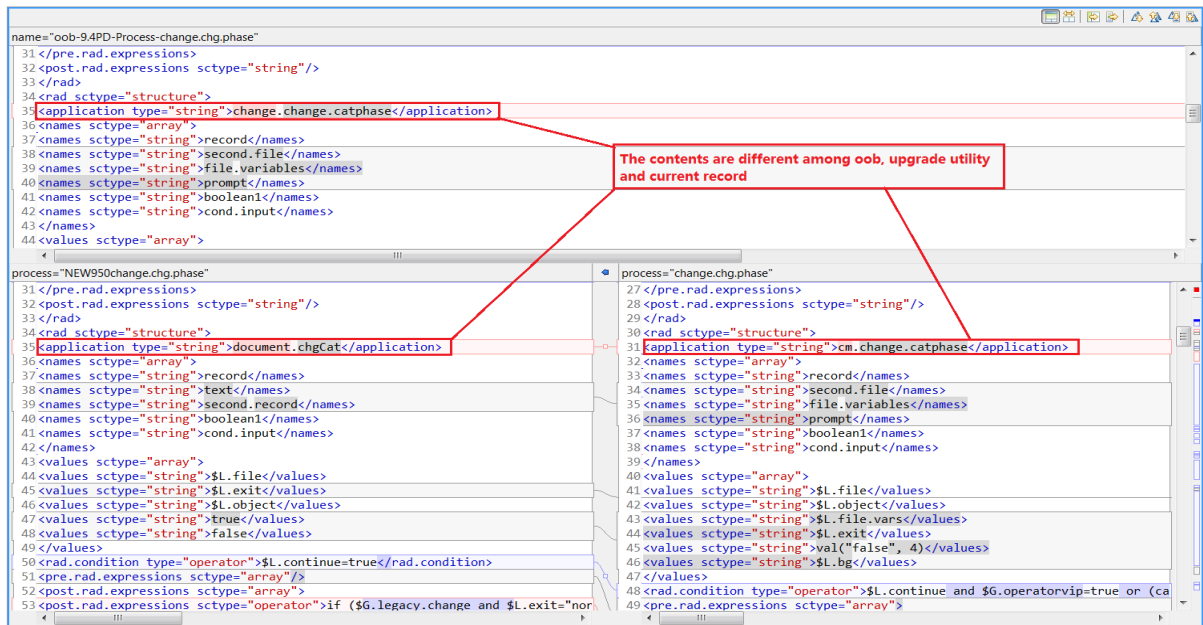 name="oob-9.4PD-Process-change.chg.phase"
31 </pre.rad.expressions>
32 <post.rad.expressions sctype="string"/>
33 </rad>
34 <rad sctype="structure">
35 <application type="string">change.change.catphase</application>
36 <names sctype="array">
37 <names sctype="string">record</names>
38 <names sctype="string">second.file</names>
39 <names sctype="string">file.variables</names>
40 <names sctype="string">prompt</names>
41 <names sctype="string">boolean1</names>
42 <names sctype="string">cond.input</names>
43 </names>
44 <values sctype="array">
The contents are different among oob, upgrade utility
and current record
process="NEW950change.chg.phase"
31 </pre.rad.expressions>
32 <post.rad.expressions sctype="string"/>
33 </rad>
34 <rad sctype="structure">
35 <application type="string">document.chgCat</application>
36 <names sctype="array">
37 <names sctype="string">record</names>
38 <names sctype="string">text</names>
39 <names sctype="string">second.record</names>
40 <names sctype="string">boolean1</names>
41 <names sctype="string">cond.input</names>
42 </names>
43 <values sctype="array">
44 <values sctype="string">$L.file</values>
45 <values sctype="string">$L.exit</values>
46 <values sctype="string">$L.object</values>
47 <values sctype="string">true</values>
48 <values sctype="string">false</values>
49 </values>
50 <rad.condition type="operator">$L.continue=true</rad.condition>
51 <pre.rad.expressions sctype="array"/>
52 <post.rad.expressions sctype="array">
53 <post.rad.expressions sctype="operator">if ($G.legacy.change and $L.exit="nor
process="change.chg.phase"
27 </pre.rad.expressions>
28 <post.rad.expressions sctype="string"/>
29 </rad>
30 <rad sctype="structure">
31 <application type="string">cm.change.catphase</application>
32 <names sctype="array">
33 <names sctype="string">record</names>
34 <names sctype="string">second.file</names>
35 <names sctype="string">file.variables</names>
36 <names sctype="string">prompt</names>
37 <names sctype="string">boolean1</names>
38 <names sctype="string">cond.input</names>
39 </names>
40 <values sctype="array">
41 <values sctype="string">$L.file</values>
42 <values sctype="string">$L.object</values>
43 <values sctype="string">$L.file.vars</values>
44 <values sctype="string">$L.exit</values>
45 <values sctype="string">val("false", 4)</values>
46 <values sctype="string">$L.bg</values>
47 </values>
48 <rad.condition type="operator">$L.continue and $G.operatorvip=true or (ca
49 <pre.rad.expressions sctype="array">